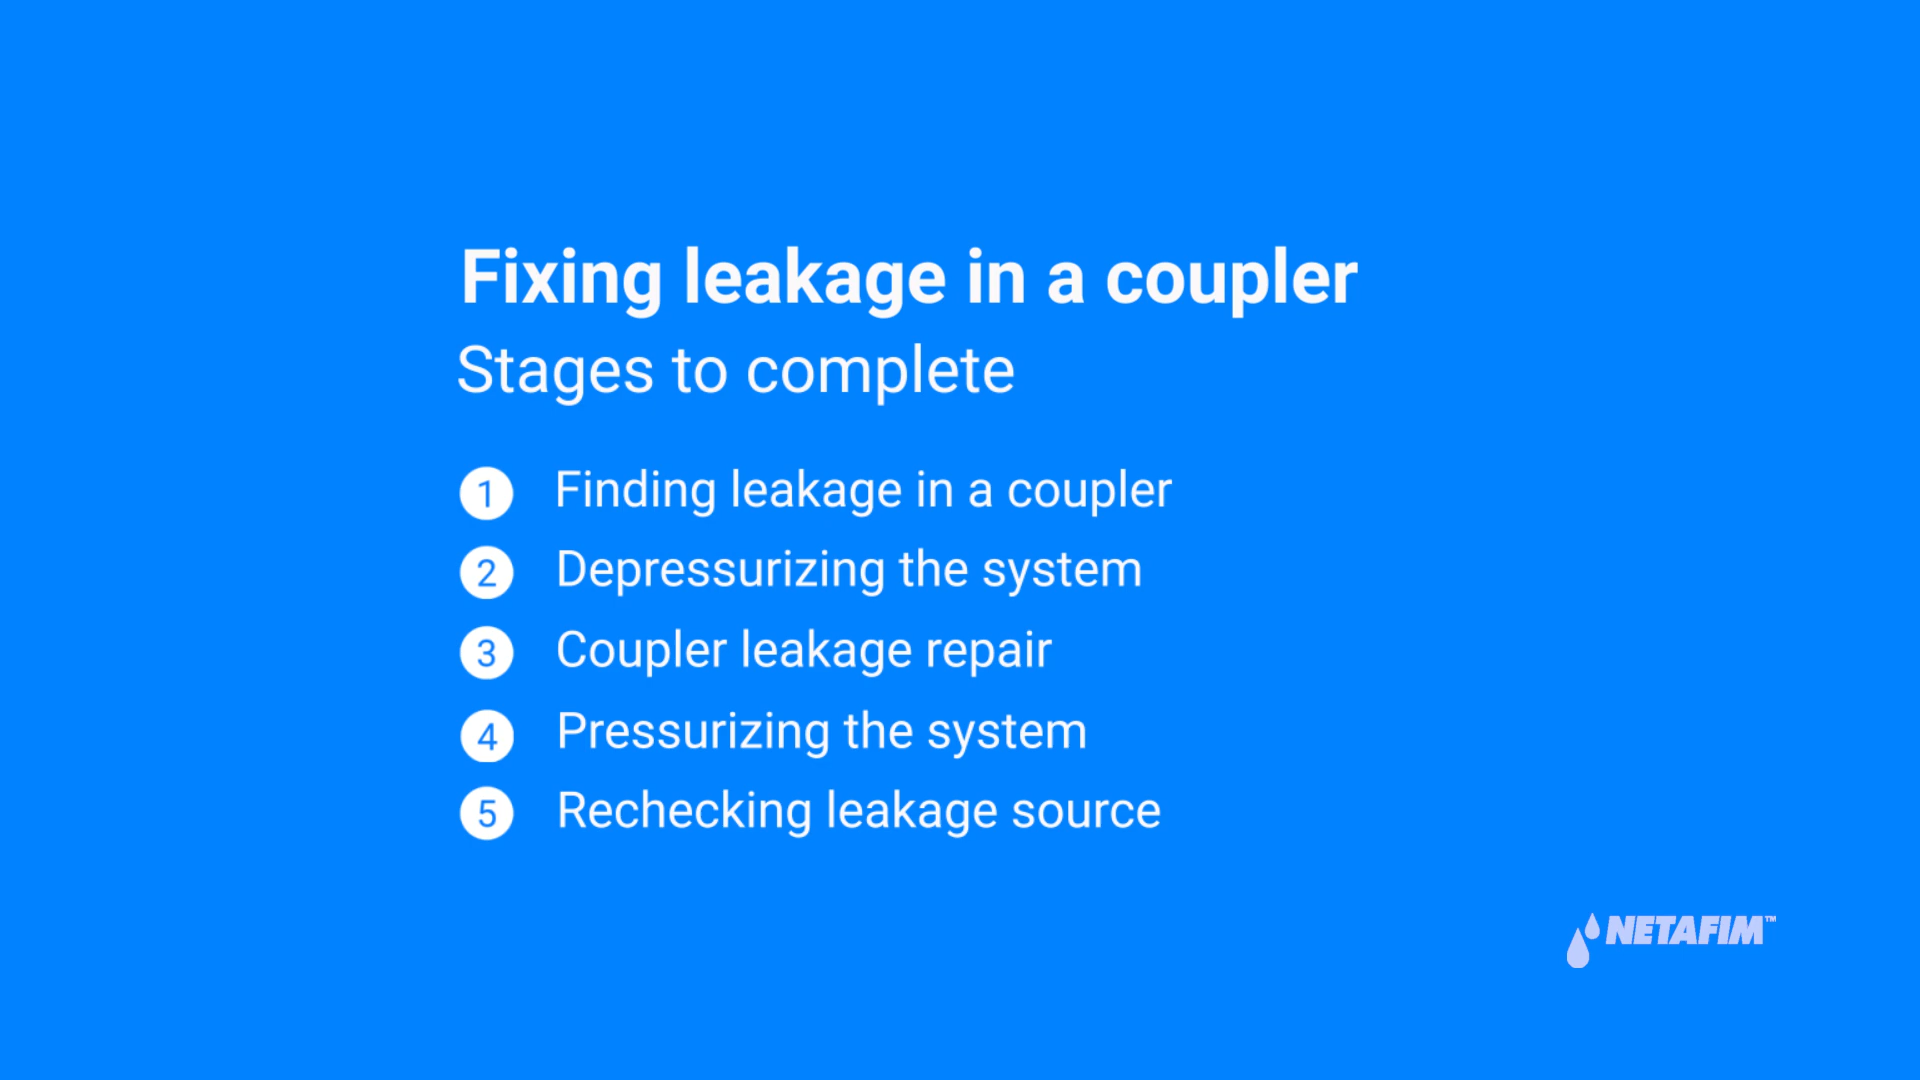 Fixing leakage in a coupler
Stages to complete
1 Finding leakage in a coupler
2 Depressurizing the system
3 Coupler leakage repair
4 Pressurizing the system
5 Rechecking leakage source
NETAFIM™